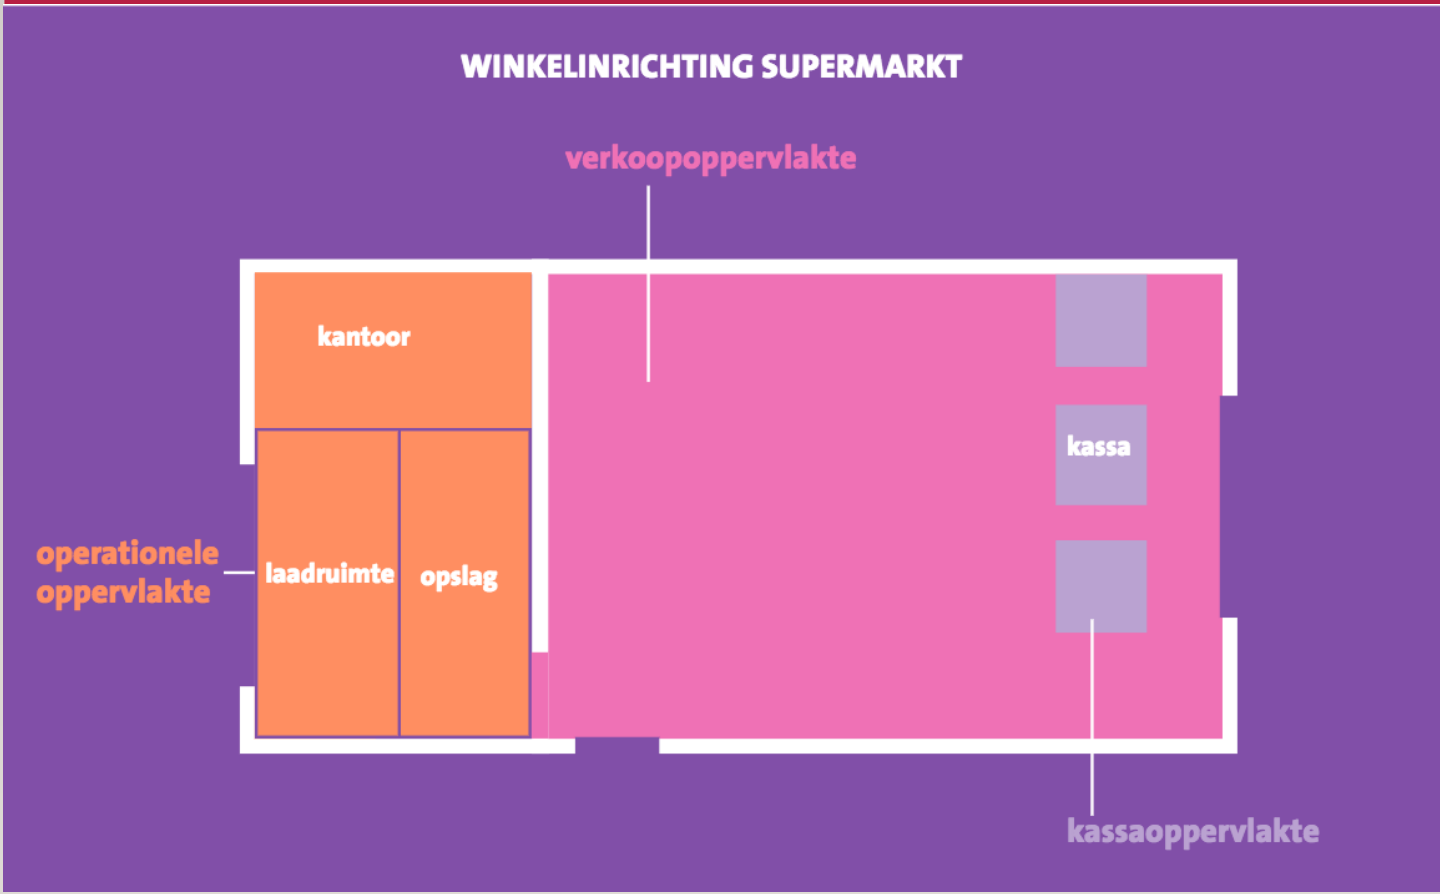 WINKELINRICHTING SUPERMARKT
verkoopoppervlakte
kantoor
kassa
operationele
oppervlakte
laadruimte
opslag
kassaoppervlakte